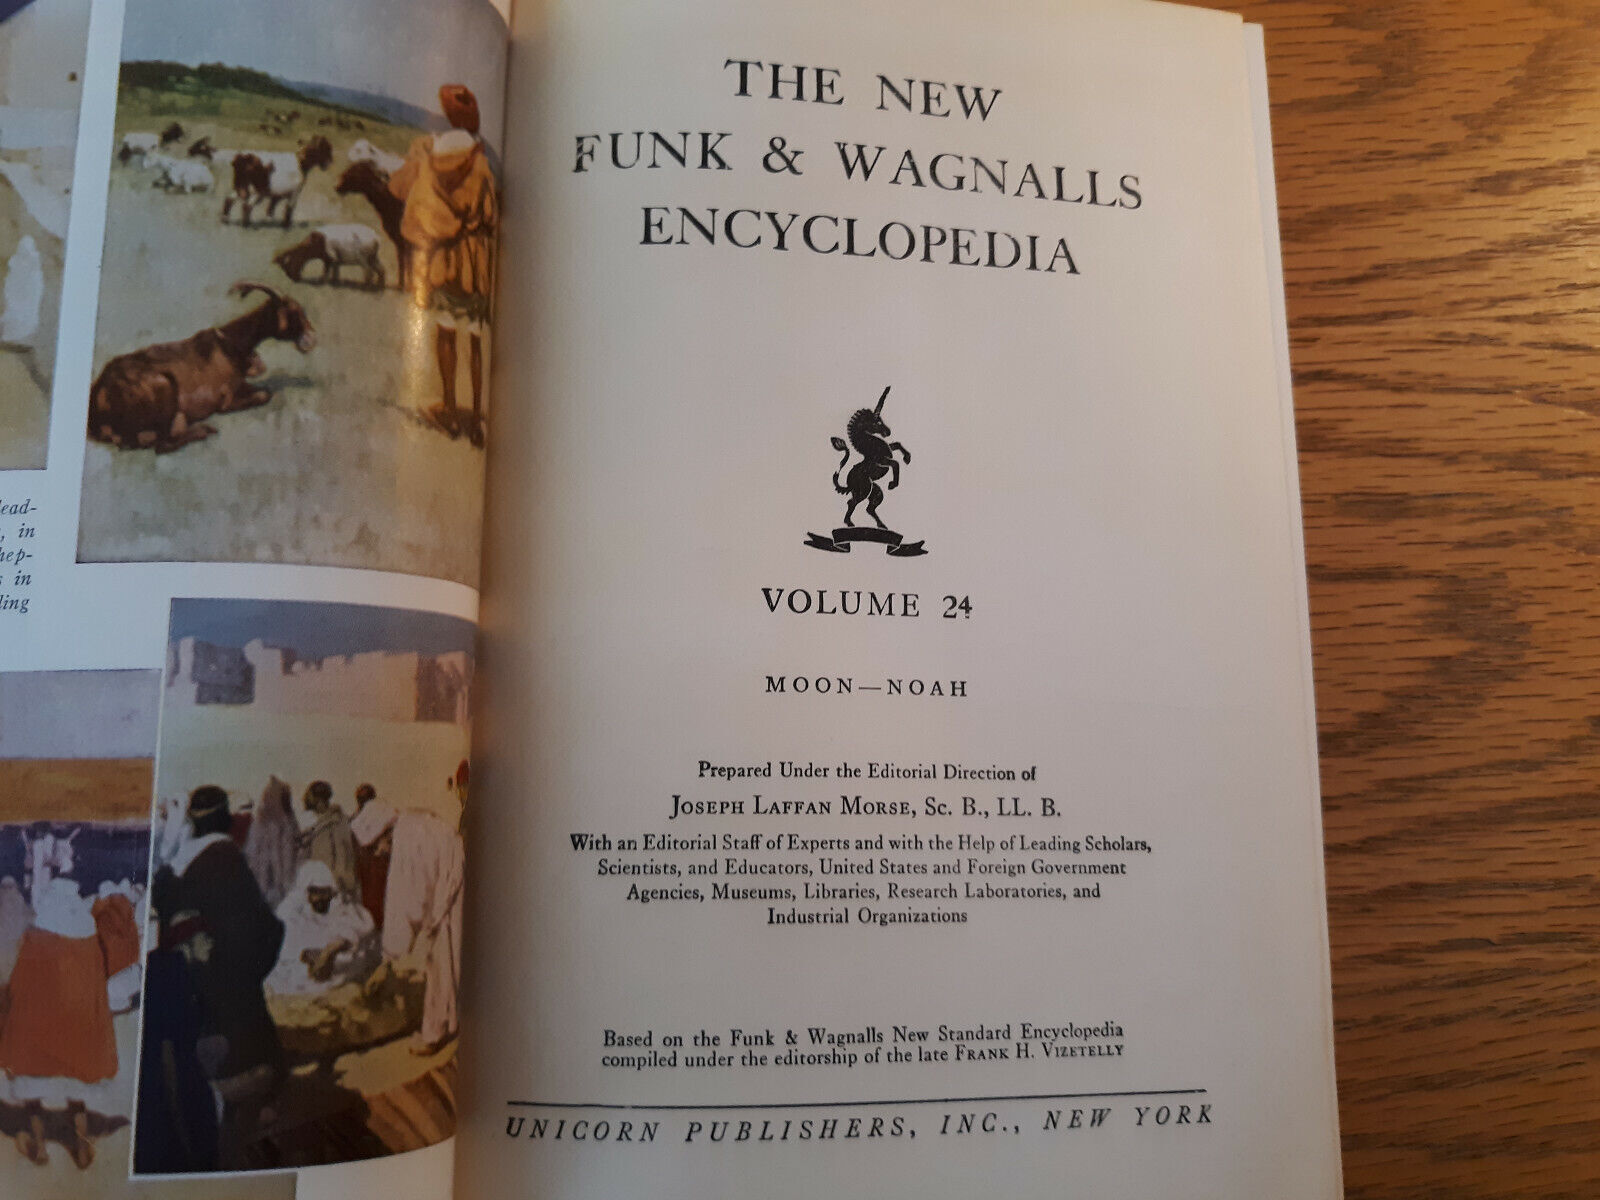 in
in
THE NEW
FUNK & WAGNALLS
ENCYCLOPEDIA
VOLUME 24
MOON—NOAH
Prepared Under the Editorial Direction of
JOSEPH LAFFAN MORSE, Sc. B., LL. B.
With an Editorial Staff of Experts and with the Help of Leading Scholars,
Scientists, and Educators, United States and Foreign Government
Agencies, Museums, Libraries, Research Laboratories, and
Industrial Organizations
Based on the Funk & Wagnalls New Standard Encyclopedia
compiled under the editorship of the late FRANK H. VIZETELLY
UNICORN PUBLISHERS, INC., NEW YORK